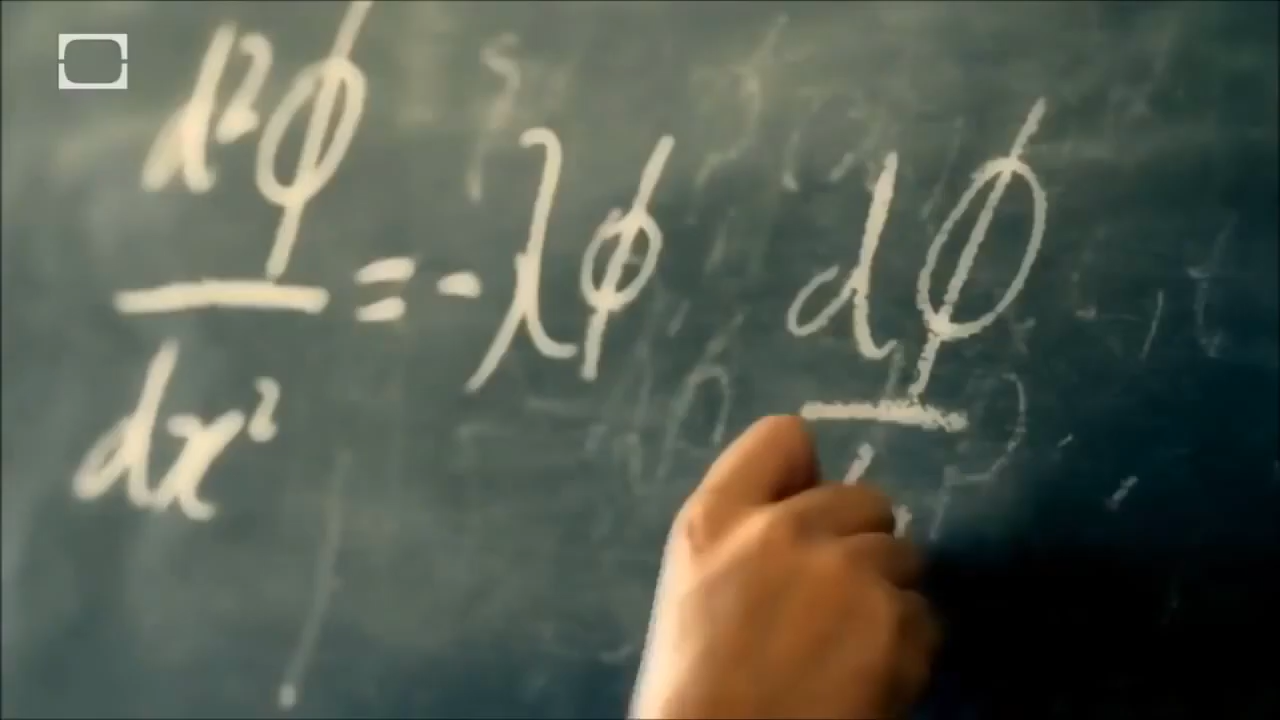 d²ϕ
= -λϕ dϕ
dx²